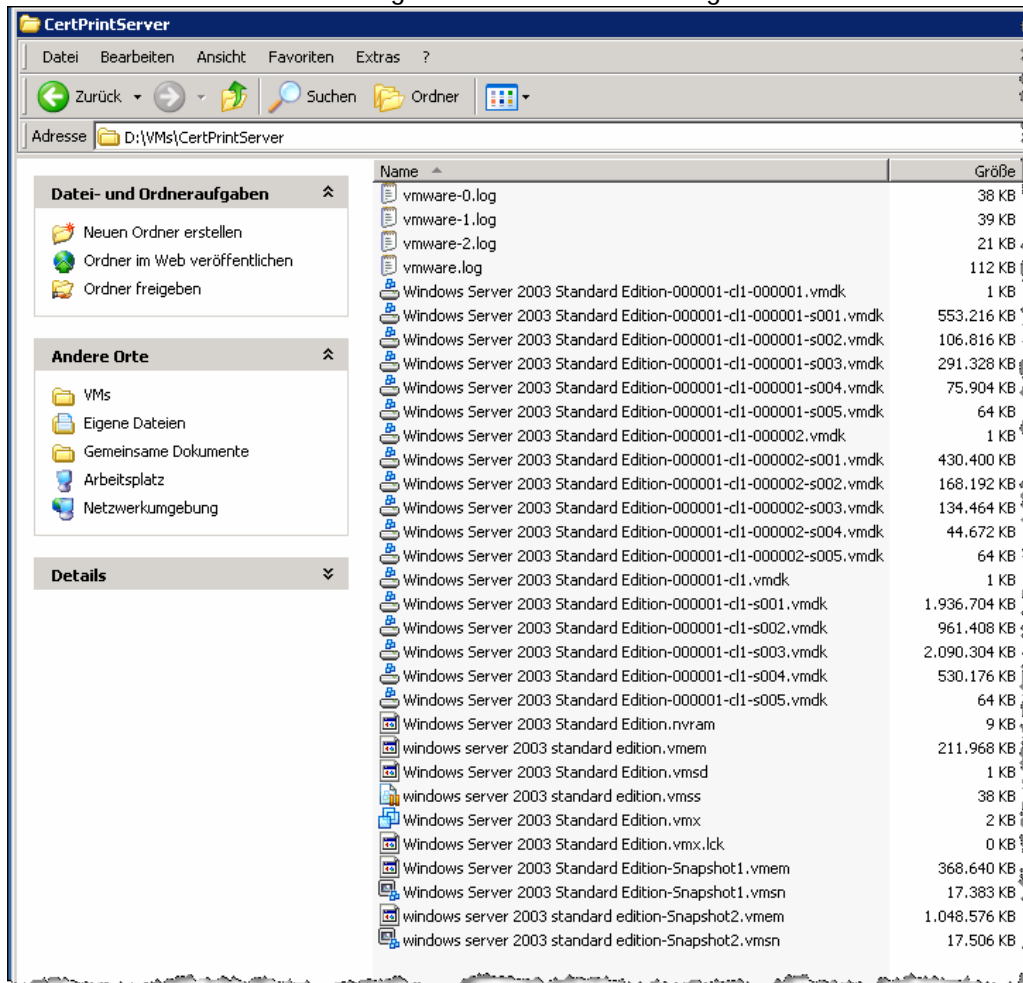 CertPrintServer
Datei Bearbeiten Ansicht Favoriten Extras ?
Zurück Suchen Ordner
Adresse D:\VMs\CertPrintServer
Name Größe
Datei- und Ordneraufgaben
Neuen Ordner erstellen
Ordner im Web veröffentlichen
Ordner freigeben
Andere Orte
VMs
Eigene Dateien
Gemeinsame Dokumente
Arbeitsplatz
Netzwerkumgebung
Details
vmware-0.log 38 KB
vmware-1.log 39 KB
vmware-2.log 21 KB
vmware.log 112 KB
Windows Server 2003 Standard Edition-000001-cl1-000001.vmdk 1 KB
Windows Server 2003 Standard Edition-000001-cl1-000001-s001.vmdk 553.216 KB
Windows Server 2003 Standard Edition-000001-cl1-000001-s002.vmdk 106.816 KB
Windows Server 2003 Standard Edition-000001-cl1-000001-s003.vmdk 291.328 KB
Windows Server 2003 Standard Edition-000001-cl1-000001-s004.vmdk 75.904 KB
Windows Server 2003 Standard Edition-000001-cl1-000001-s005.vmdk 64 KB
Windows Server 2003 Standard Edition-000001-cl1-000002.vmdk 1 KB
Windows Server 2003 Standard Edition-000001-cl1-000002-s001.vmdk 430.400 KB
Windows Server 2003 Standard Edition-000001-cl1-000002-s002.vmdk 168.192 KB
Windows Server 2003 Standard Edition-000001-cl1-000002-s003.vmdk 134.464 KB
Windows Server 2003 Standard Edition-000001-cl1-000002-s004.vmdk 44.672 KB
Windows Server 2003 Standard Edition-000001-cl1-000002-s005.vmdk 64 KB
Windows Server 2003 Standard Edition-000001-cl1.vmdk 1 KB
Windows Server 2003 Standard Edition-000001-cl1-s001.vmdk 1.936.704 KB
Windows Server 2003 Standard Edition-000001-cl1-s002.vmdk 961.408 KB
Windows Server 2003 Standard Edition-000001-cl1-s003.vmdk 2.090.304 KB
Windows Server 2003 Standard Edition-000001-cl1-s004.vmdk 530.176 KB
Windows Server 2003 Standard Edition-000001-cl1-s005.vmdk 64 KB
Windows Server 2003 Standard Edition.nvram 9 KB
windows server 2003 standard edition.vmem 211.968 KB
Windows Server 2003 Standard Edition.vmsd 1 KB
windows server 2003 standard edition.vmss 38 KB
Windows Server 2003 Standard Edition.vmx 2 KB
Windows Server 2003 Standard Edition.vmx.lck 0 KB
Windows Server 2003 Standard Edition-Snapshot1.vmem 368.640 KB
Windows Server 2003 Standard Edition-Snapshot1.vmsn 17.383 KB
windows server 2003 standard edition-Snapshot2.vmem 1.048.576 KB
windows server 2003 standard edition-Snapshot2.vmsn 17.506 KB